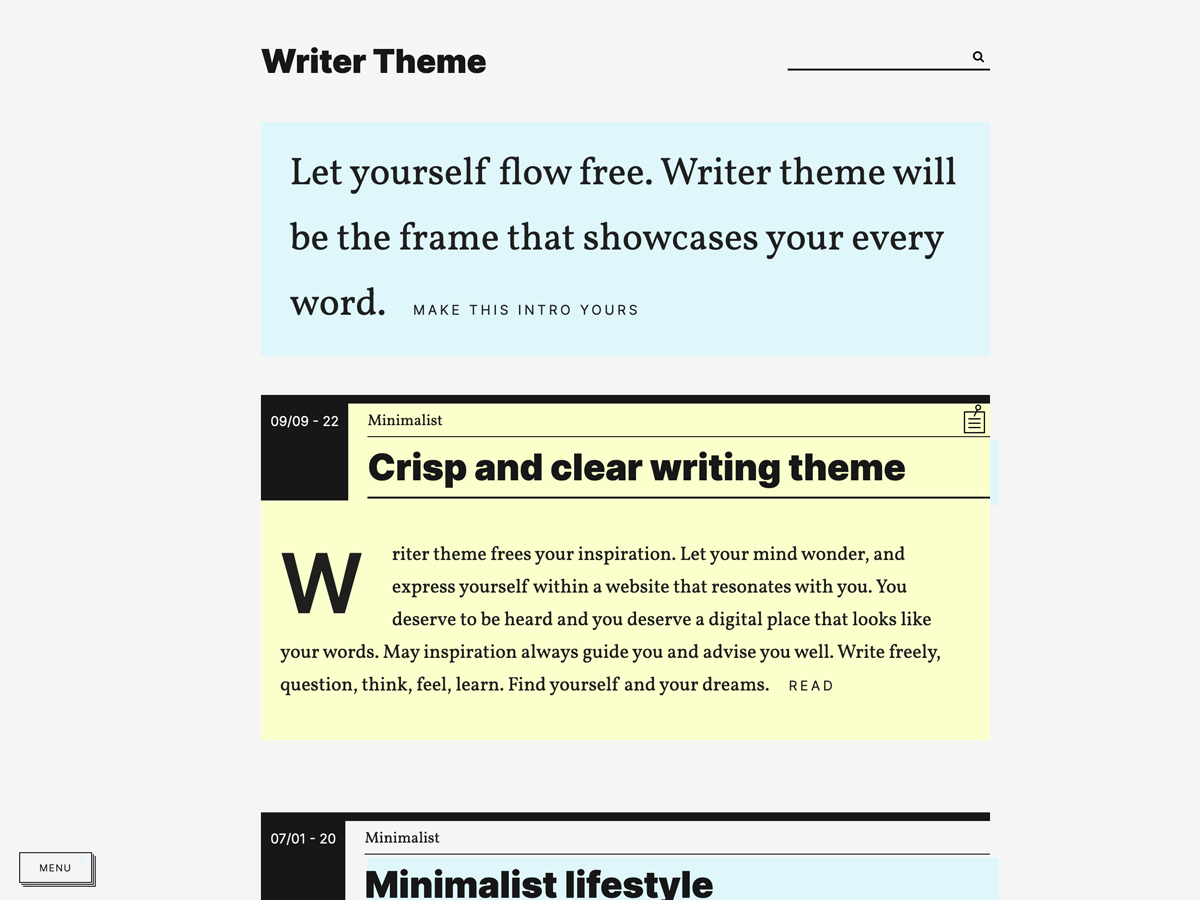 Writer Theme
Let yourself flow free. Writer theme will
be the frame that showcases your every
word. MAKE THIS INTRO YOURS
09/09 - 22 Minimalist
Crisp and clear writing theme
Writer theme frees your inspiration. Let your mind wonder, and
express yourself within a website that resonates with you. You
deserve to be heard and you deserve a digital place that looks like
your words. May inspiration always guide you and advise you well. Write freely,
question, think, feel, learn. Find yourself and your dreams. READ
07/01 - 20 Minimalist
Minimalist lifestyle
MENU